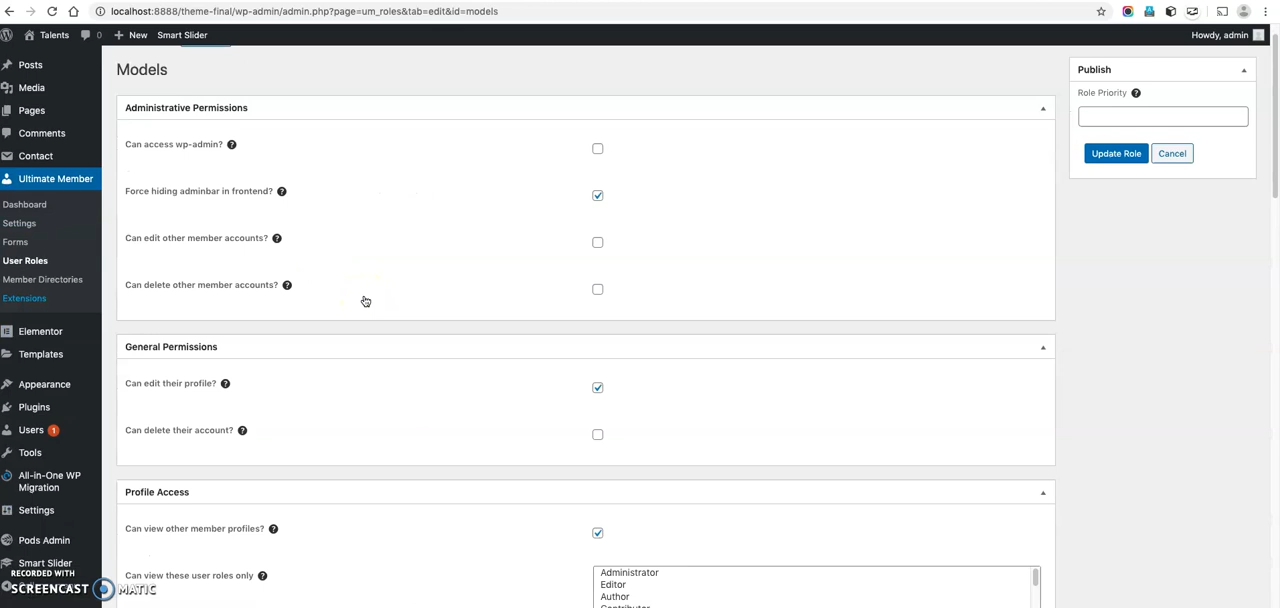 localhost:8888/theme-final/wp-admin/admin.php?page=um_roles&tab=edit&id=models
Talents
0
New
Smart Slider
Howdy, admin
Posts
Media
Pages
Comments
Contact
Ultimate Member
Dashboard
Settings
Forms
User Roles
Member Directories
Extensions
Elementor
Templates
Appearance
Plugins
Users 1
Tools
All-in-One WP
Migration
Settings
Pods Admin
Smart Slider
RECORDED WITH
SCREENCAST MATIC
Models
Administrative Permissions
Can access wp-admin? ?
Force hiding adminbar in frontend? ?
Can edit other member accounts? ?
Can delete other member accounts? ?
General Permissions
Can edit their profile? ?
Can delete their account? ?
Profile Access
Can view other member profiles? ?
Can view these user roles only ?
Administrator
Editor
Author
Contributor
Publish
Role Priority ?
Update Role
Cancel